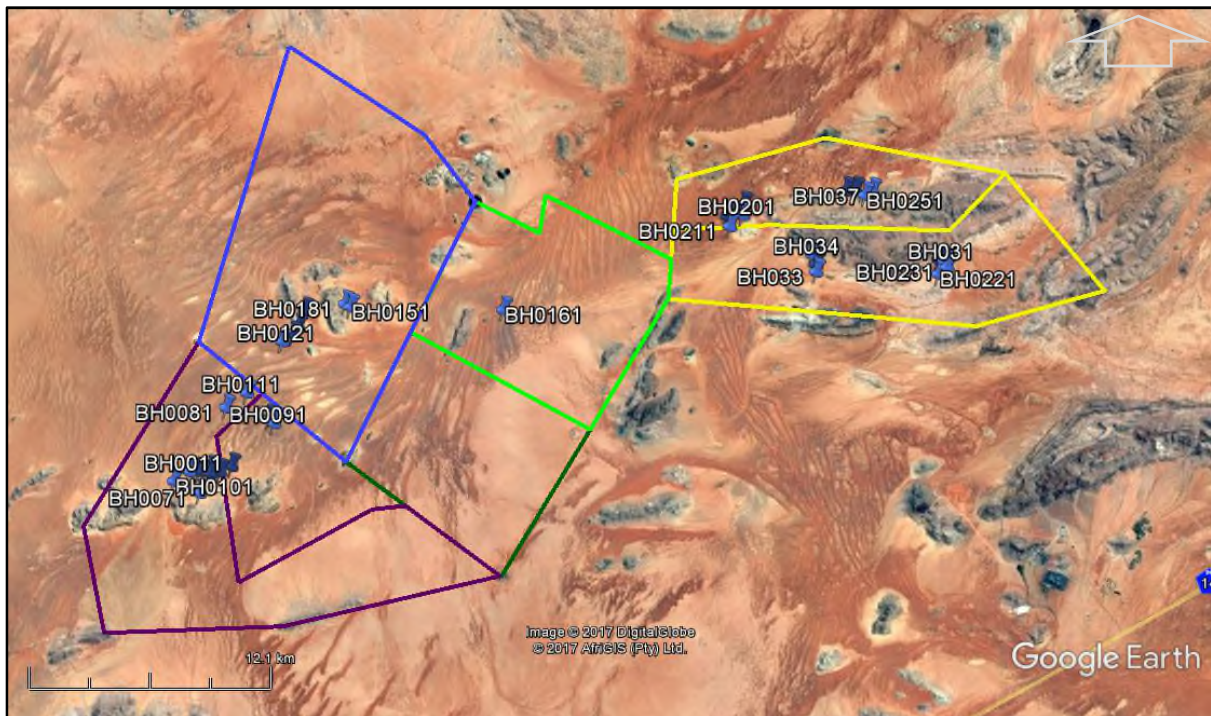 BH037
BH0251
BH0201
BH0211
BH034
BH031
BH033
BH0231
BH0221
BH0181
BH0151
BH0121
BH0161
BH0111
BH0081
BH0091
BH0011
BH0071
BH0101
Image © 2017 DigitalGlobe
© 2017 AfriGIS (Pty) Ltd.
12.1 km
Google Earth